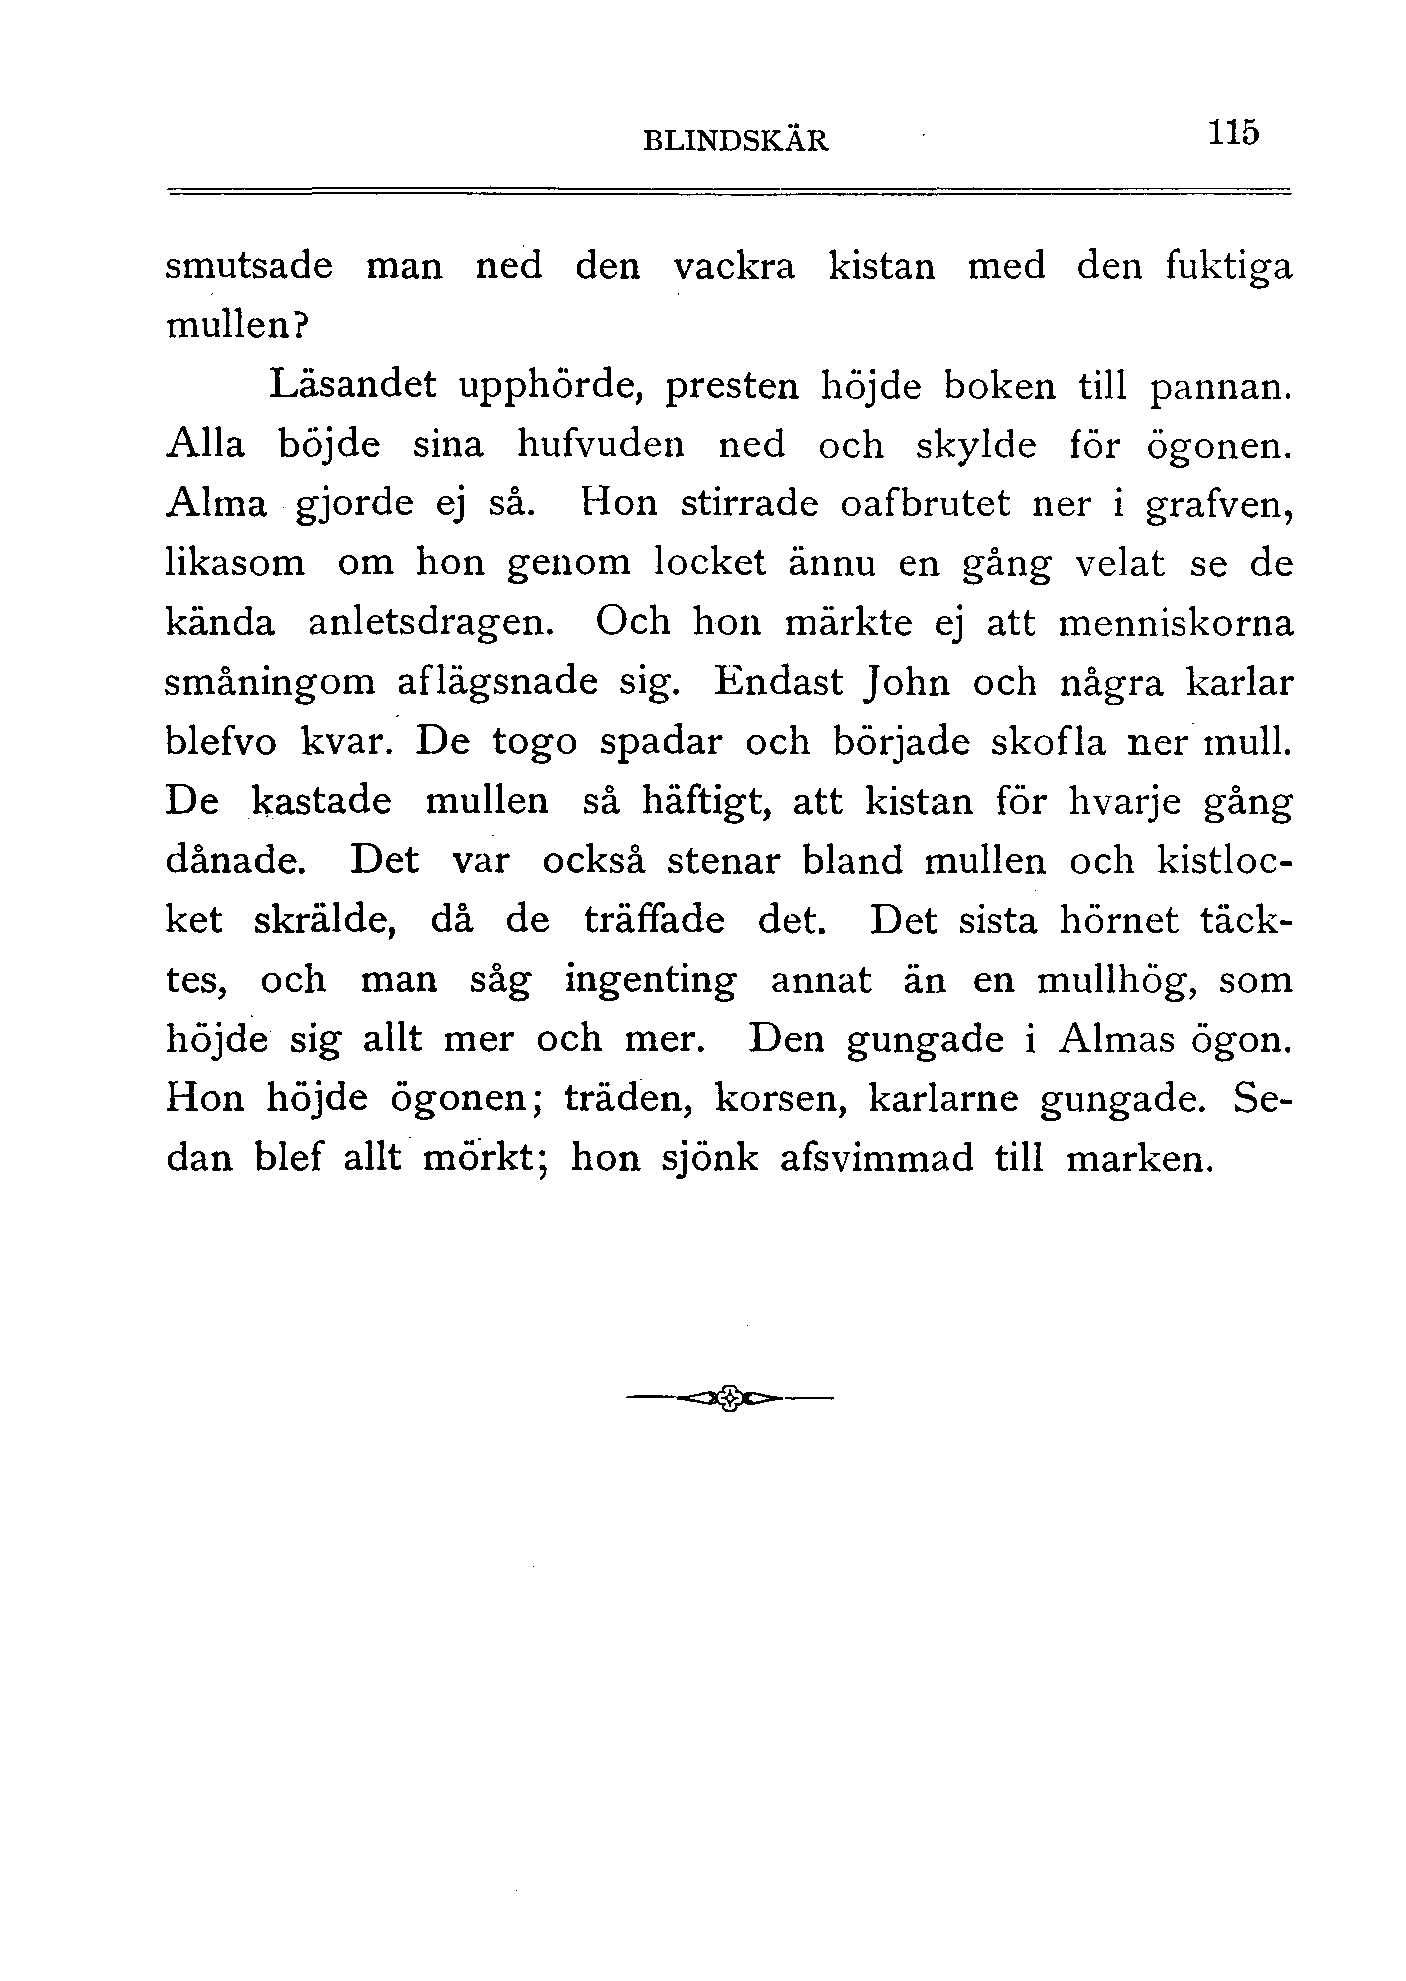 BLINDSKÄR 115
smutsade man ned den vackra kistan med den fuktiga
mullen?
Läsandet upphörde, presten höjde boken till pannan.
Alla böjde sina hufvuden ned och skylde för ögonen.
Alma gjorde ej så. Hon stirrade oafbrutet ner i grafven,
likasom om hon genom locket ännu en gång velat se de
kända anletsdragen. Och hon märkte ej att menniskorna
småningom aflägsnade sig. Endast John och några karlar
blefvo kvar. De togo spadar och började skofla ner mull.
De kastade mullen så häftigt, att kistan för hvarje gång
dånade. Det var också stenar bland mullen och kistloc-
ket skrälde, då de träffade det. Det sista hörnet täck-
tes, och man såg ingenting annat än en mullhög, som
höjde sig allt mer och mer. Den gungade i Almas ögon.
Hon höjde ögonen; träden, korsen, karlarne gungade. Se-
dan blef allt mörkt; hon sjönk afsvimmad till marken.